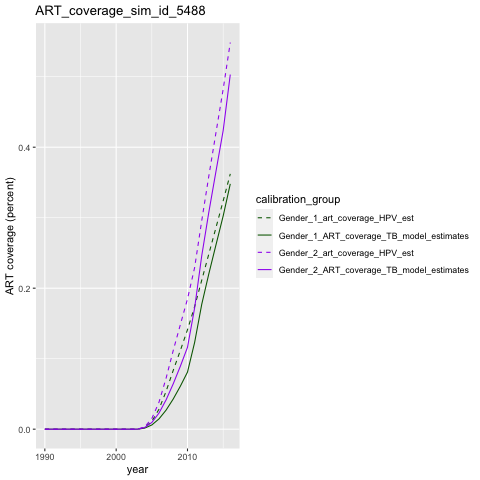 ART_coverage_sim_id_5488
ART coverage (percent)
0.4
0.2
0.0
1990 2000 2010
year
calibration_group
Gender_1_art_coverage_HPV_est
Gender_1_ART_coverage_TB_model_estimates
Gender_2_art_coverage_HPV_est
Gender_2_ART_coverage_TB_model_estimates